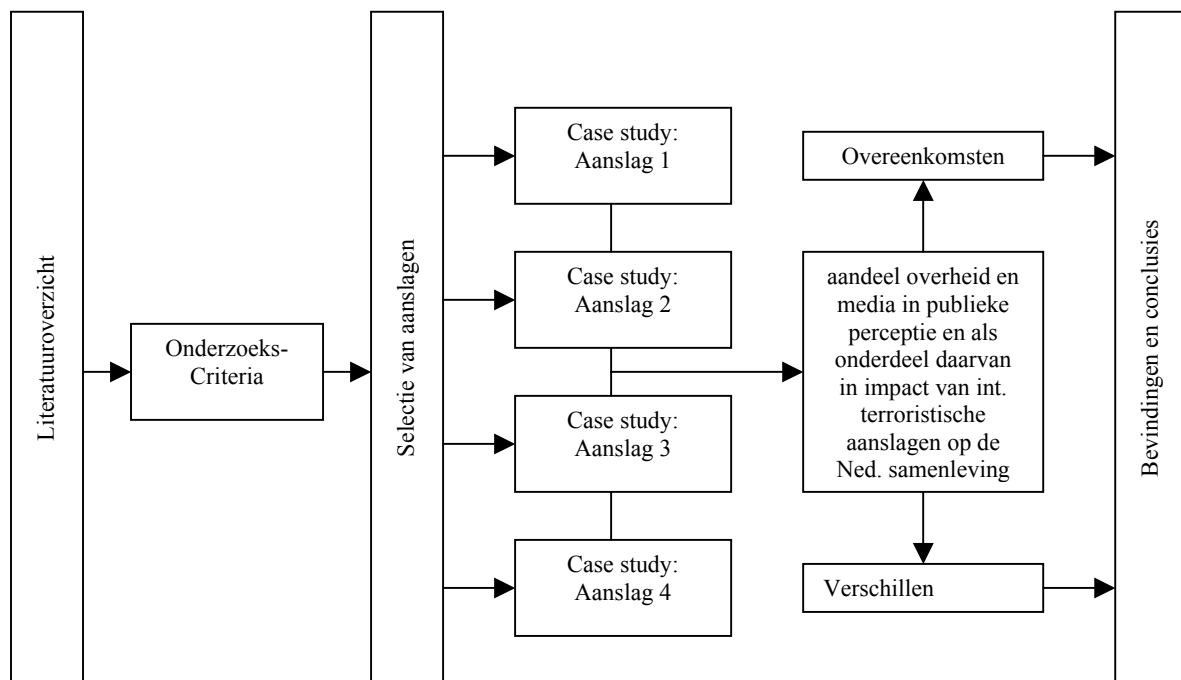 Literatuuroverzicht
Onderzoeks-
Criteria
Selectie van aanslagen
Case study:
Aanslag 1
Case study:
Aanslag 2
Case study:
Aanslag 3
Case study:
Aanslag 4
Overeenkomsten
aandeel overheid en
media in publieke
perceptie en als
onderdeel daarvan
in impact van int.
terroristische
aanslagen op de
Ned. samenleving
Verschillen
Bevindingen en conclusies